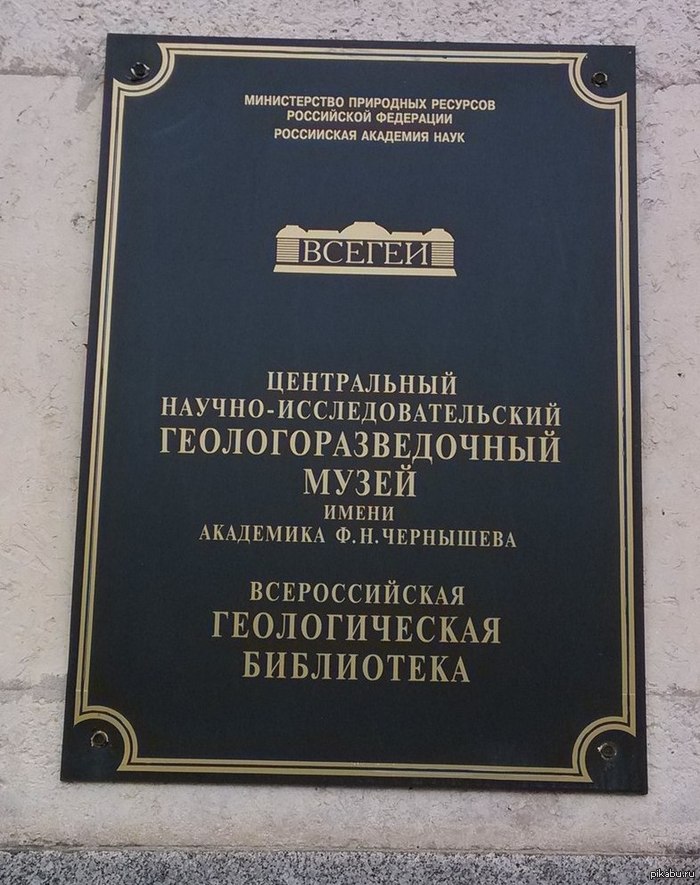 МИНИСТЕРСТВО ПРИРОДНЫХ РЕСУРСОВ
РОССИЙСКОЙ ФЕДЕРАЦИИ
РОССИЙСКАЯ АКАДЕМИЯ НАУК
ВСЕГЕИ
ЦЕНТРАЛЬНЫЙ
НАУЧНО-ИССЛЕДОВАТЕЛЬСКИЙ
ГЕОЛОГОРАЗВЕДОЧНЫЙ
МУЗЕЙ
ИМЕНИ
АКАДЕМИКА Ф.Н.ЧЕРНЫШЕВА
ВСЕРОССИЙСКАЯ
ГЕОЛОГИЧЕСКАЯ
БИБЛИОТЕКА
pikabu.ru